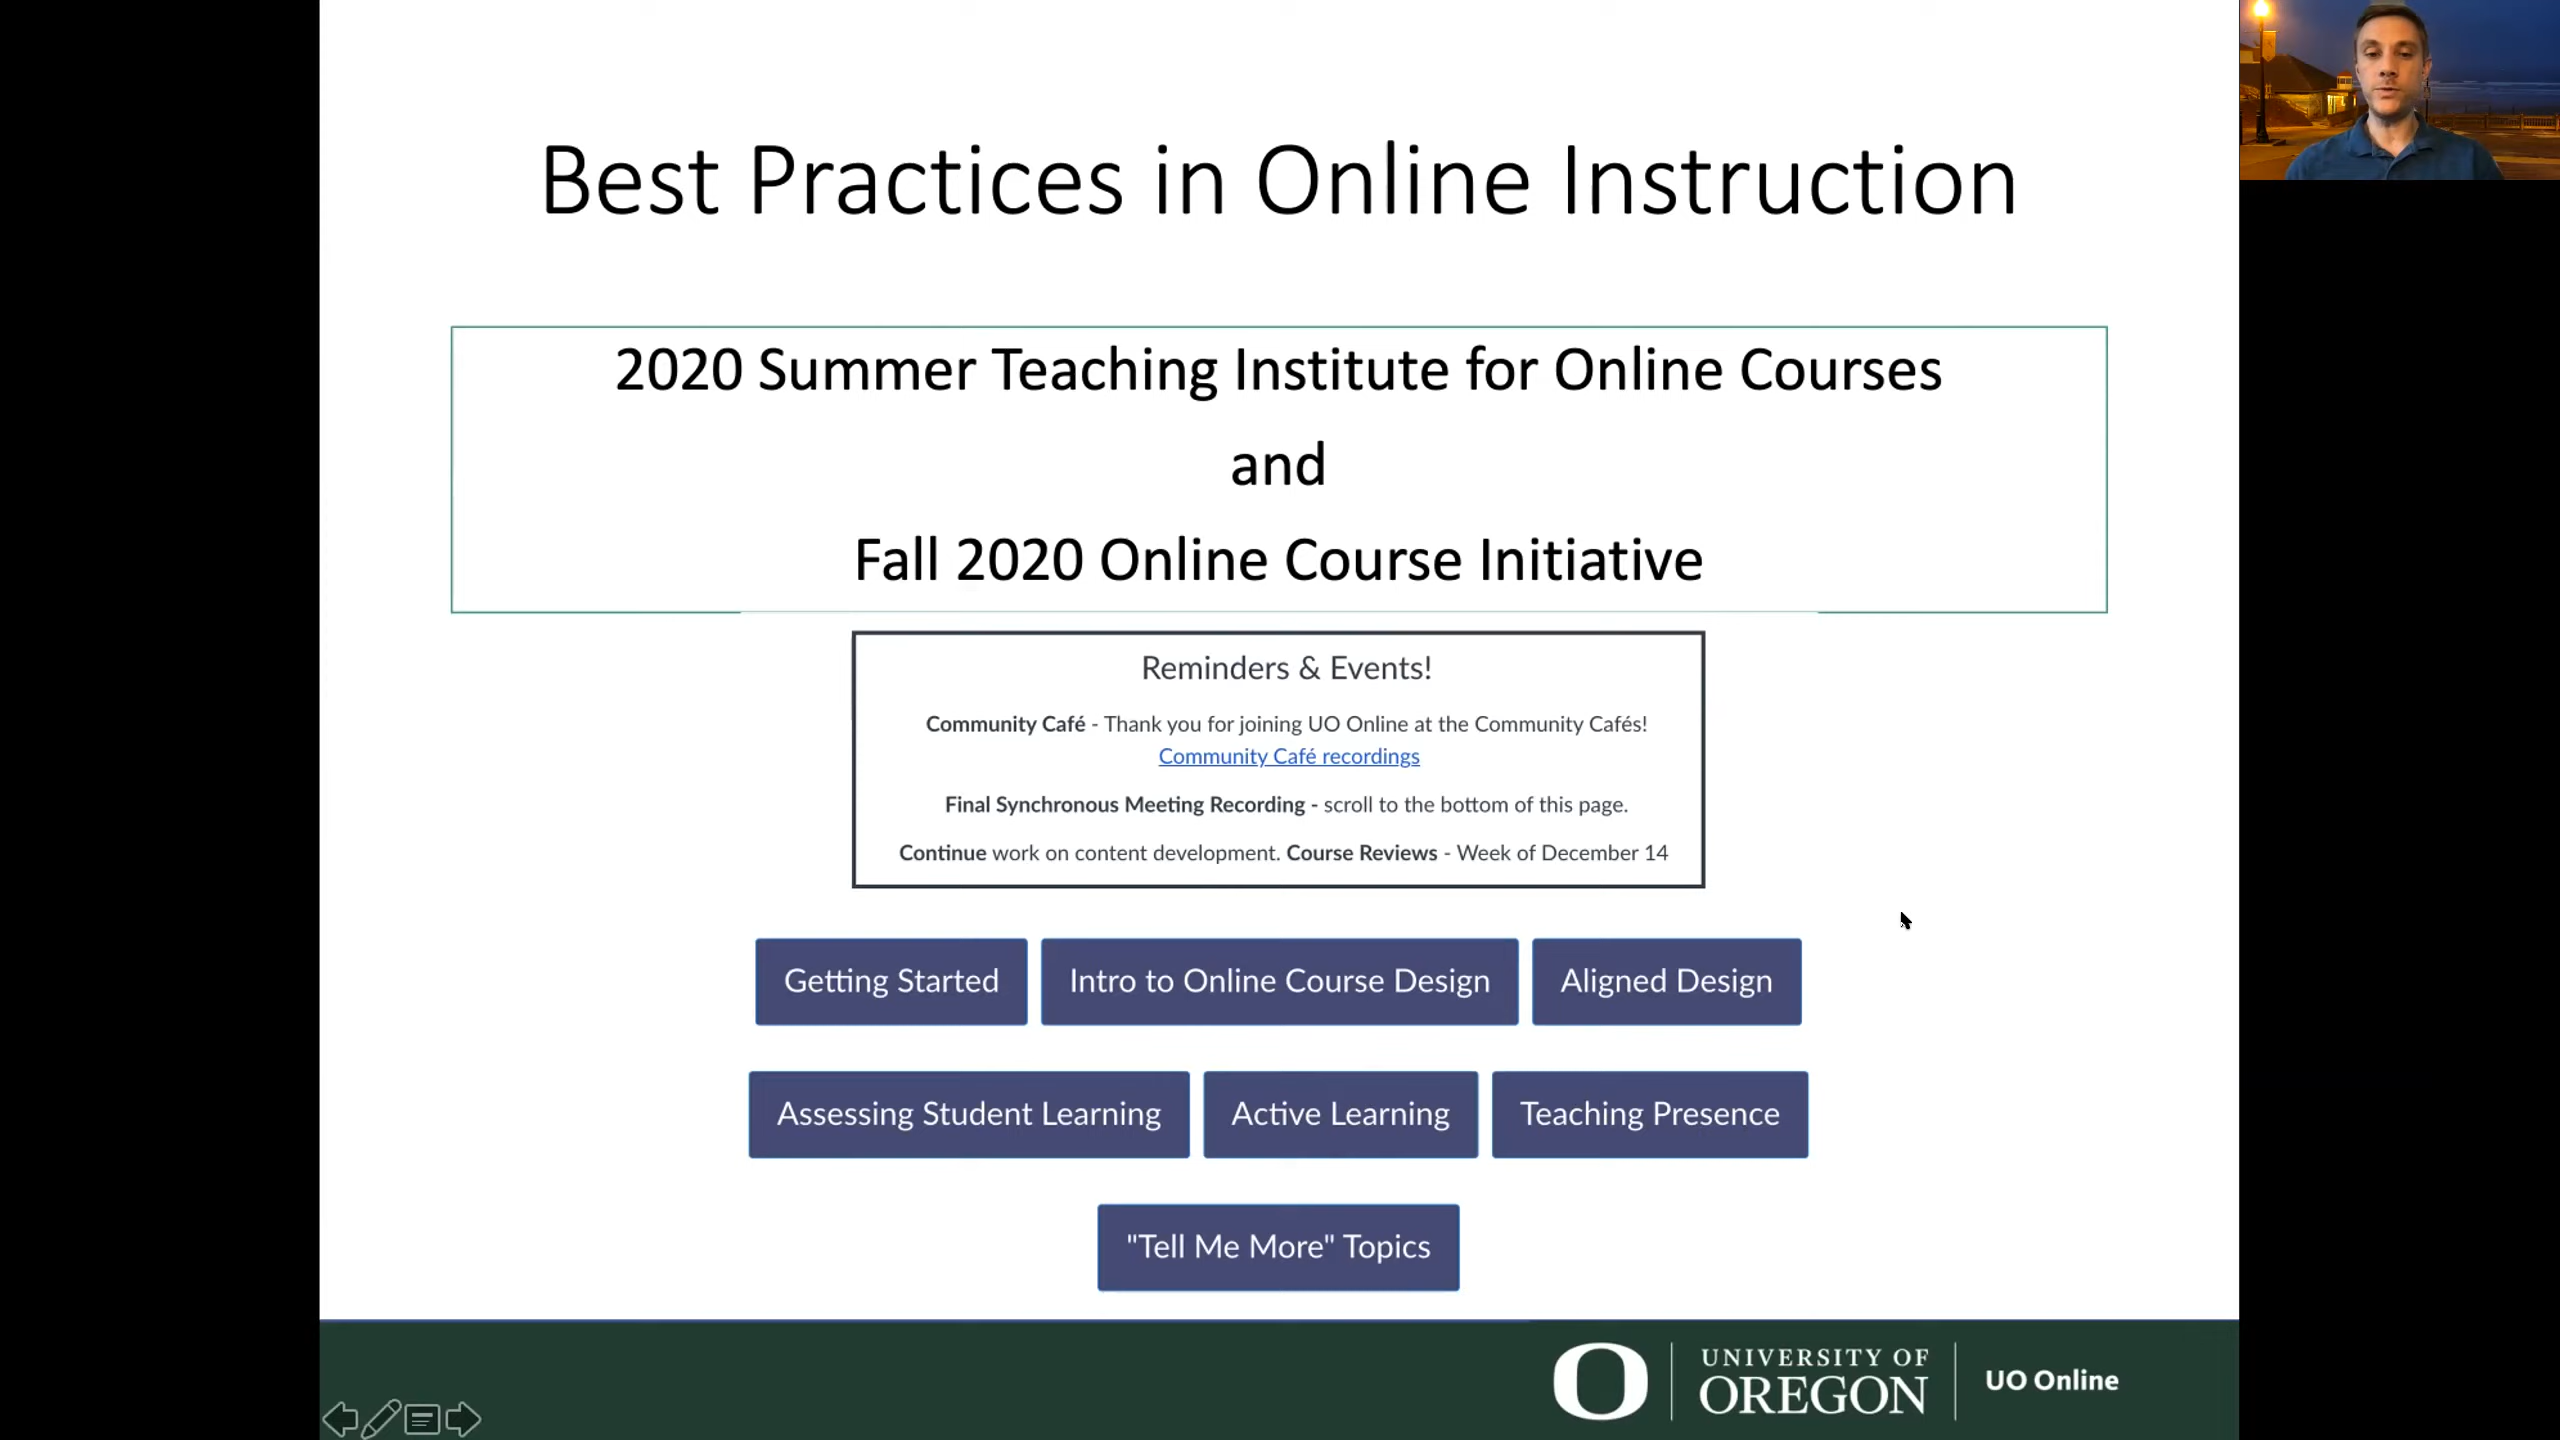 Best Practices in Online Instruction
2020 Summer Teaching Institute for Online Courses
and
Fall 2020 Online Course Initiative
Reminders & Events!
Community Café - Thank you for joining UO Online at the Community Cafés!
Community Café recordings
Final Synchronous Meeting Recording - scroll to the bottom of this page.
Continue work on content development. Course Reviews - Week of December 14
Getting Started
Intro to Online Course Design
Aligned Design
Assessing Student Learning
Active Learning
Teaching Presence
"Tell Me More" Topics
O
UNIVERSITY OF
OREGON
UO Online